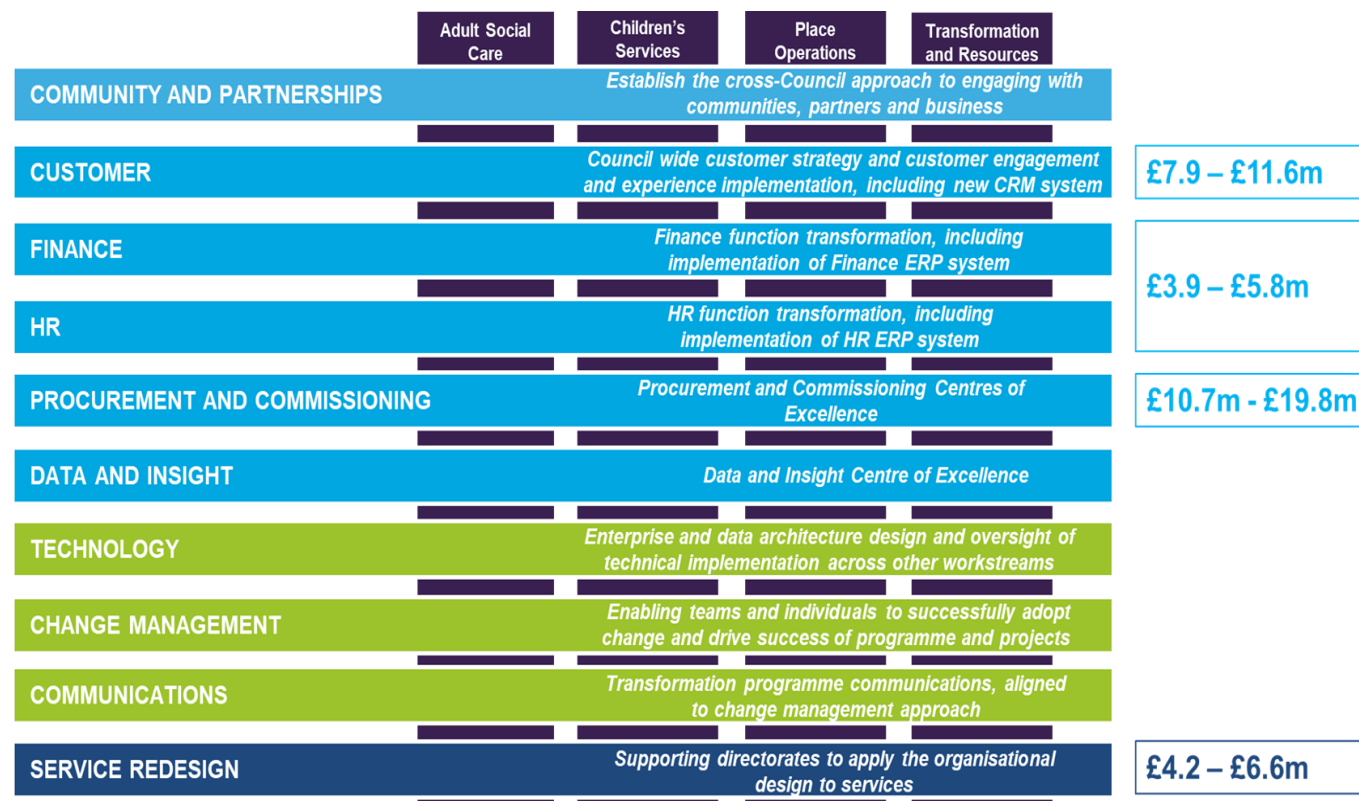 Adult Social
Care
Children's
Services
Place
Operations
Transformation
and Resources
COMMUNITY AND PARTNERSHIPS
Establish the cross-Council approach to engaging with
communities, partners and business
CUSTOMER
Council wide customer strategy and customer engagement
and experience implementation, including new CRM system
£7.9 – £11.6m
FINANCE
Finance function transformation, including
implementation of Finance ERP system
£3.9 – £5.8m
HR
HR function transformation, including
implementation of HR ERP system
PROCUREMENT AND COMMISSIONING
Procurement and Commissioning Centres of
Excellence
£10.7m - £19.8m
DATA AND INSIGHT
Data and Insight Centre of Excellence
TECHNOLOGY
Enterprise and data architecture design and oversight of
technical implementation across other workstreams
CHANGE MANAGEMENT
Enabling teams and individuals to successfully adopt
change and drive success of programme and projects
COMMUNICATIONS
Transformation programme communications, aligned
to change management approach
SERVICE REDESIGN
Supporting directorates to apply the organisational
design to services
£4.2 – £6.6m